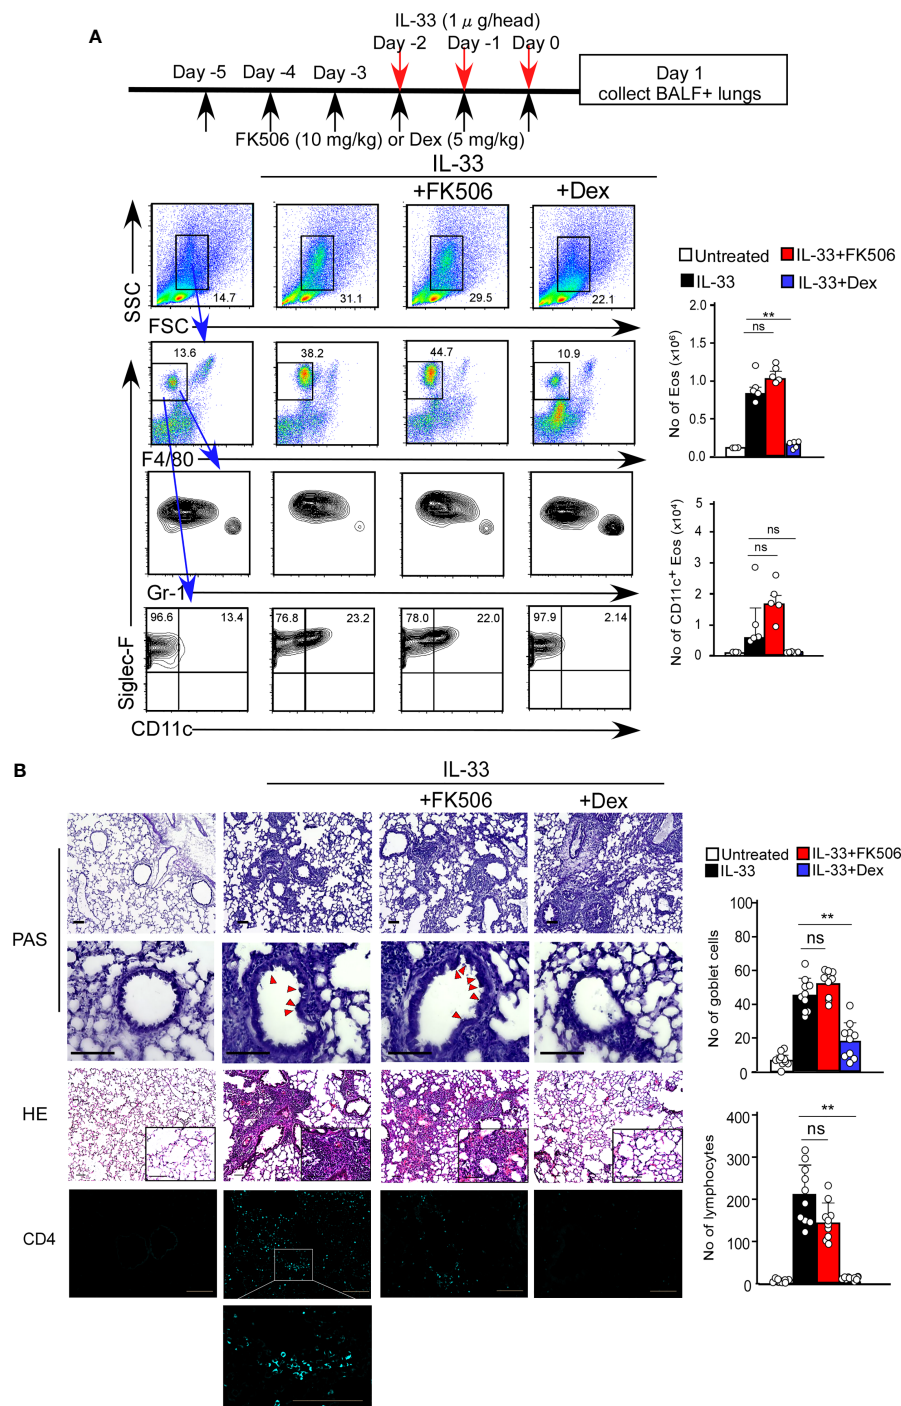 A
IL-33 (1 μ g/head)
Day -2 Day -1 Day 0
Day -5 Day -4 Day -3
Day 1
collect BALF+ lungs
FK506 (10 mg/kg) or Dex (5 mg/kg)
IL-33
+FK506 +Dex
SSC
14.7 31.1 29.5 22.1
FSC
13.6 38.2 44.7 10.9
F4/80
Gr-1
Siglec-F
96.6 13.4 76.8 23.2 78.0 22.0 97.9 2.14
CD11c
Untreated IL-33+FK506
IL-33 IL-33+Dex
No of Eos (x10⁶)
2.0
1.5
1.0
0.5
0.0
**
ns
No of CD11c⁺ Eos (x10⁴)
5
4
3
2
1
0
ns
ns
B
IL-33
+FK506 +Dex
PAS
HE
CD4
Untreated IL-33+FK506
IL-33 IL-33+Dex
No of goblet cells
100
80
60
40
20
0
**
ns
No of lymphocytes
400
300
200
100
0
**
ns